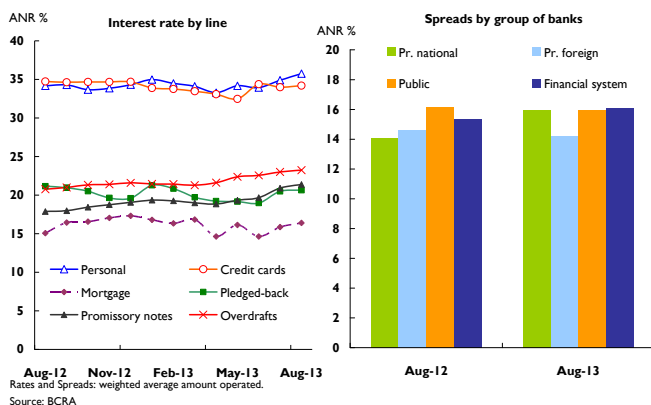 ANR %
Interest rate by line
40
35
30
25
20
15
10
5
0
Personal
Credit cards
Mortgage
Pledged-back
Promissory notes
Overdrafts
Aug-12 Nov-12 Feb-13 May-13 Aug-13
Rates and Spreads: weighted average amount operated.
Source: BCRA
Spreads by group of banks
ANR %
20
18
16
14
12
10
8
6
4
2
0
Pr. national
Pr. foreign
Public
Financial system
Aug-12 Aug-13